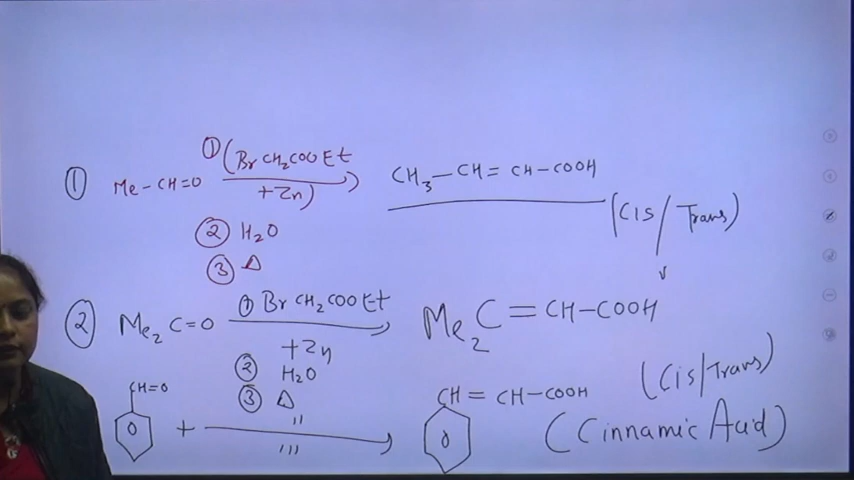 ① Me-CH=O ① (BrCH₂COOEt + Zn) CH₃-CH=CH-COOH
② H₂O (Cis/Trans)
③ Δ
② Me₂C=O ① BrCH₂COOEt Me₂C=CH-COOH
+Zn
② H₂O (Cis/Trans)
③ Δ
CH=O + " CH=CH-COOH
''' (Cinnamic Acid)